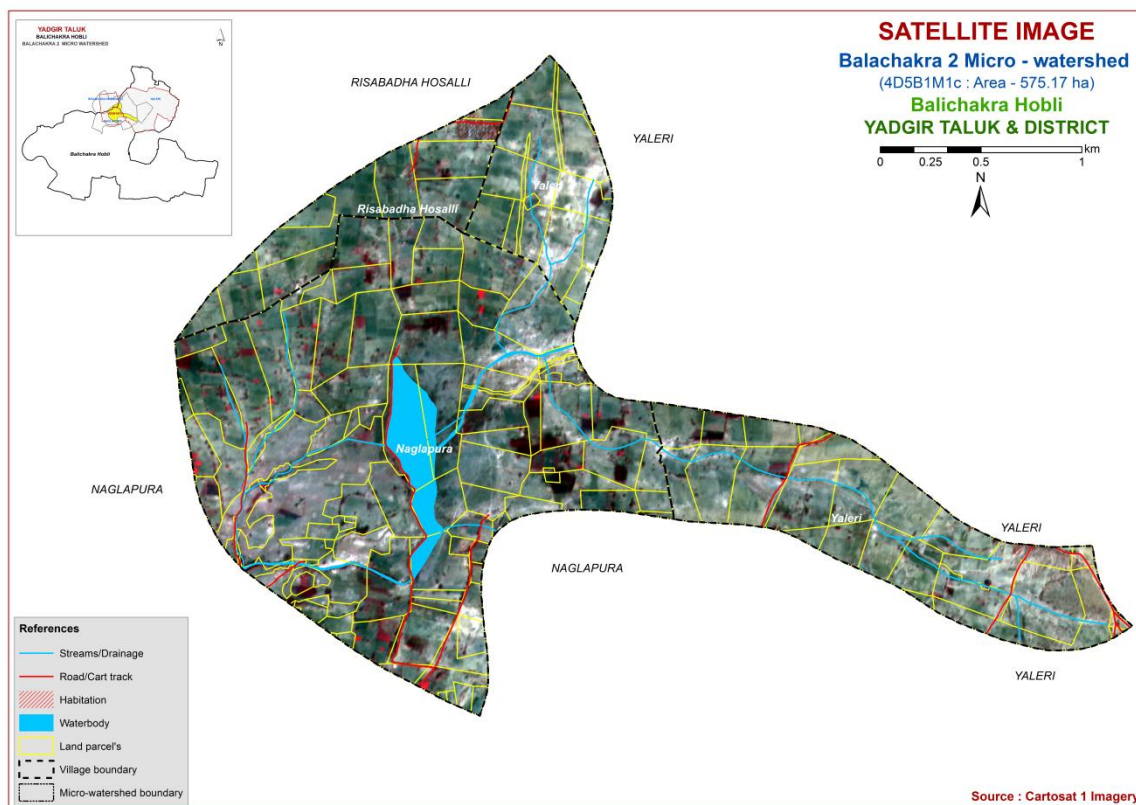 YADGIR TALUK
BALICHAKRA HOBLI
BALACHAKRA 2 MICRO WATERSHED
N
Balichakra Hobli
SATELLITE IMAGE
Balachakra 2 Micro - watershed
(4D5B1M1c : Area - 575.17 ha)
Balichakra Hobli
YADGIR TALUK & DISTRICT
km
0 0.25 0.5 1
N
RISABADHA HOSALLI
YALERI
Yaleri
Risabadha Hosalli
Naglapura
NAGLAPURA
NAGLAPURA
Yaleri
YALERI
YALERI
References
Streams/Drainage
Road/Cart track
Habitation
Waterbody
Land parcel's
Village boundary
Micro-watershed boundary
Source : Cartosat 1 Imagery